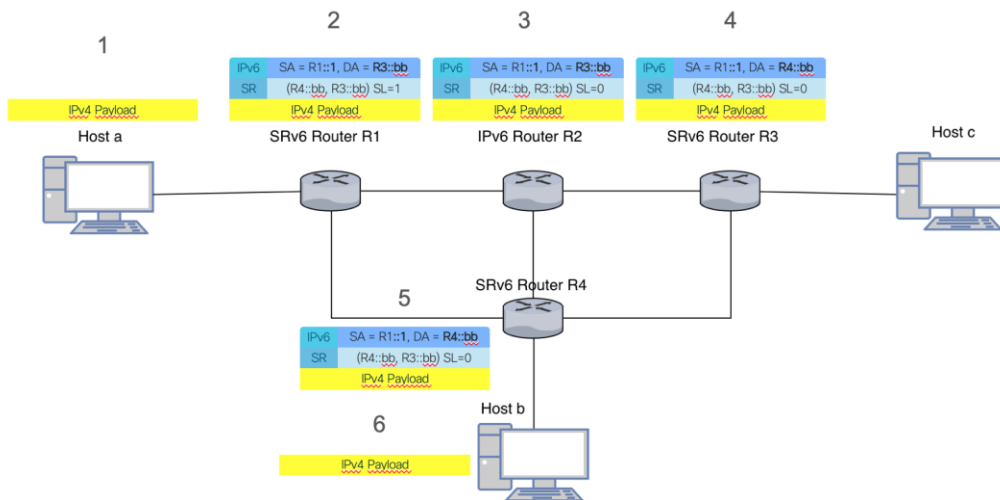 1
2
3
4
IPv6 SA = R1::1, DA = R3::bb
SR (R4::bb, R3::bb) SL=1
IPv4 Payload
IPv6 SA = R1::1, DA = R3::bb
SR (R4::bb, R3::bb) SL=0
IPv4 Payload
IPv6 SA = R1::1, DA = R4::bb
SR (R4::bb, R3::bb) SL=0
IPv4 Payload
IPv4 Payload
Host a
SRv6 Router R1
IPv6 Router R2
SRv6 Router R3
Host c
SRv6 Router R4
5
IPv6 SA = R1::1, DA = R4::bb
SR (R4::bb, R3::bb) SL=0
IPv4 Payload
Host b
6
IPv4 Payload